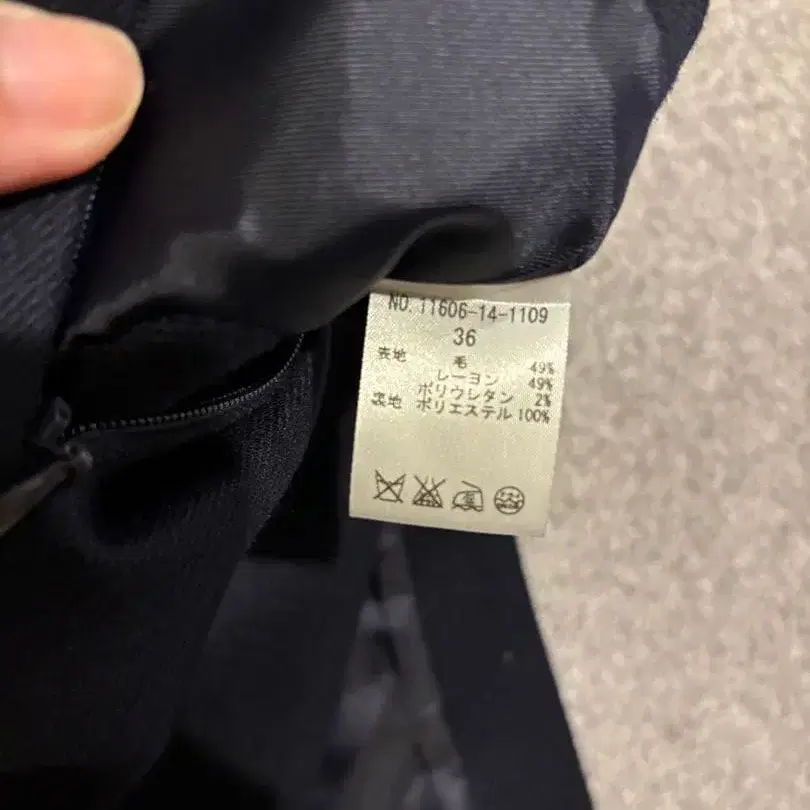 NO. 11606-14-1109
36
表地 毛 49%
レーヨン 49%
ポリウレタン 2%
裏地 ポリエステル 100%